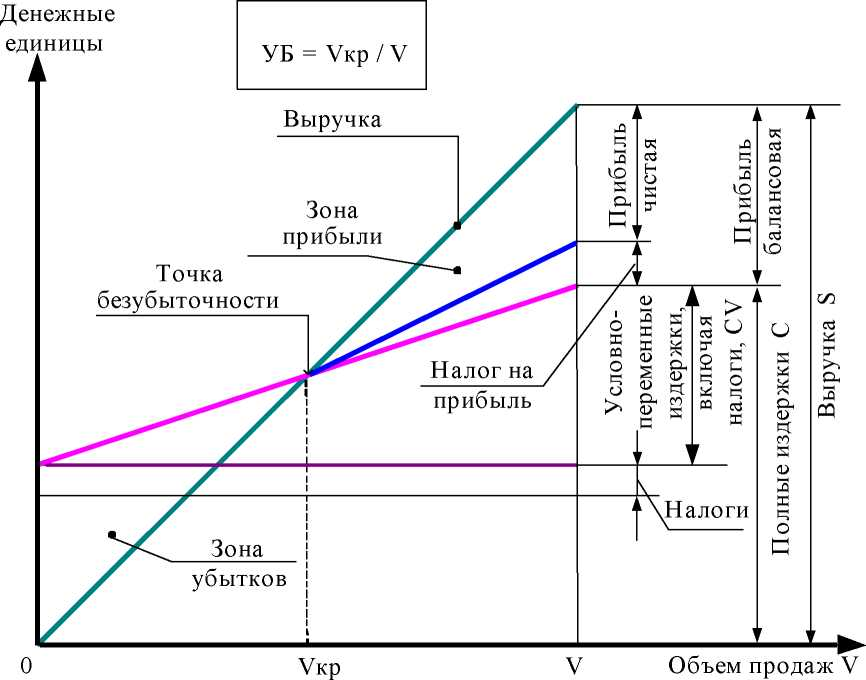 Денежные
единицы
УБ = Vкр / V
Выручка
Зона
прибыли
Точка
безубыточности
Налог на
прибыль
Зона
убытков
Прибыль
чистая
Прибыль
балансовая
Условно-
переменные
издержки,
включая
налоги, CV
Налоги
Полные издержки C
Выручка S
0
Vкр
V
Объем продаж V